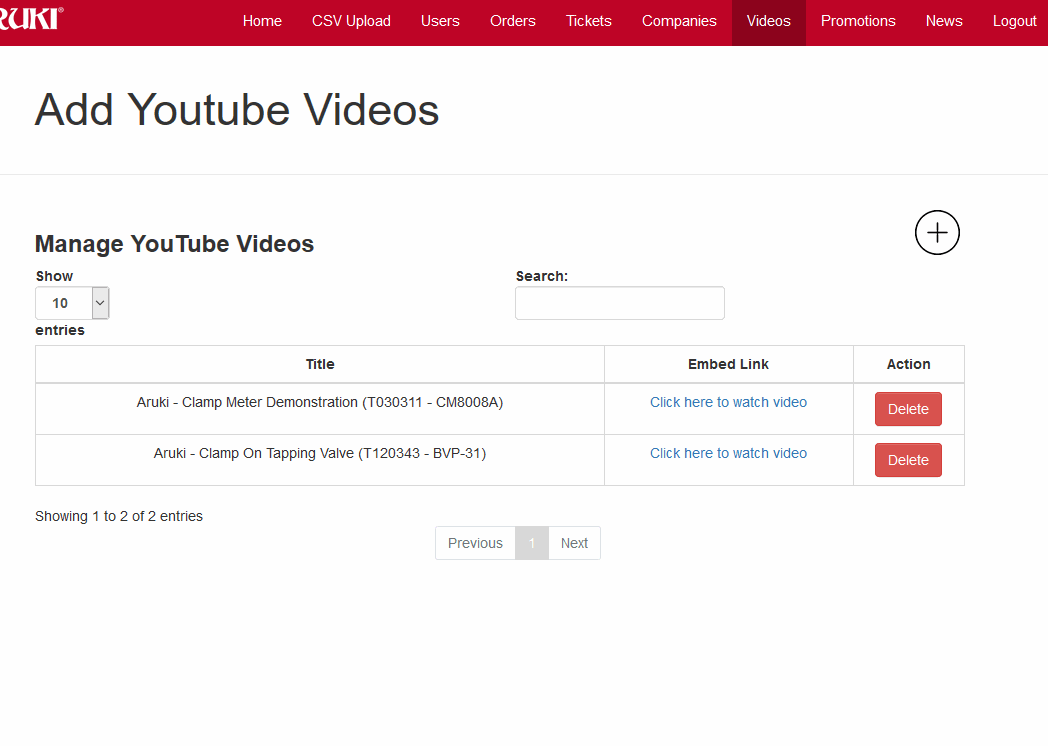 RUKI®
Home CSV Upload Users Orders Tickets Companies Videos Promotions News Logout
Add Youtube Videos
Manage YouTube Videos
Show
10
entries
Search:
Title Embed Link Action
Aruki - Clamp Meter Demonstration (T030311 - CM8008A) Click here to watch video Delete
Aruki - Clamp On Tapping Valve (T120343 - BVP-31) Click here to watch video Delete
Showing 1 to 2 of 2 entries
Previous 1 Next